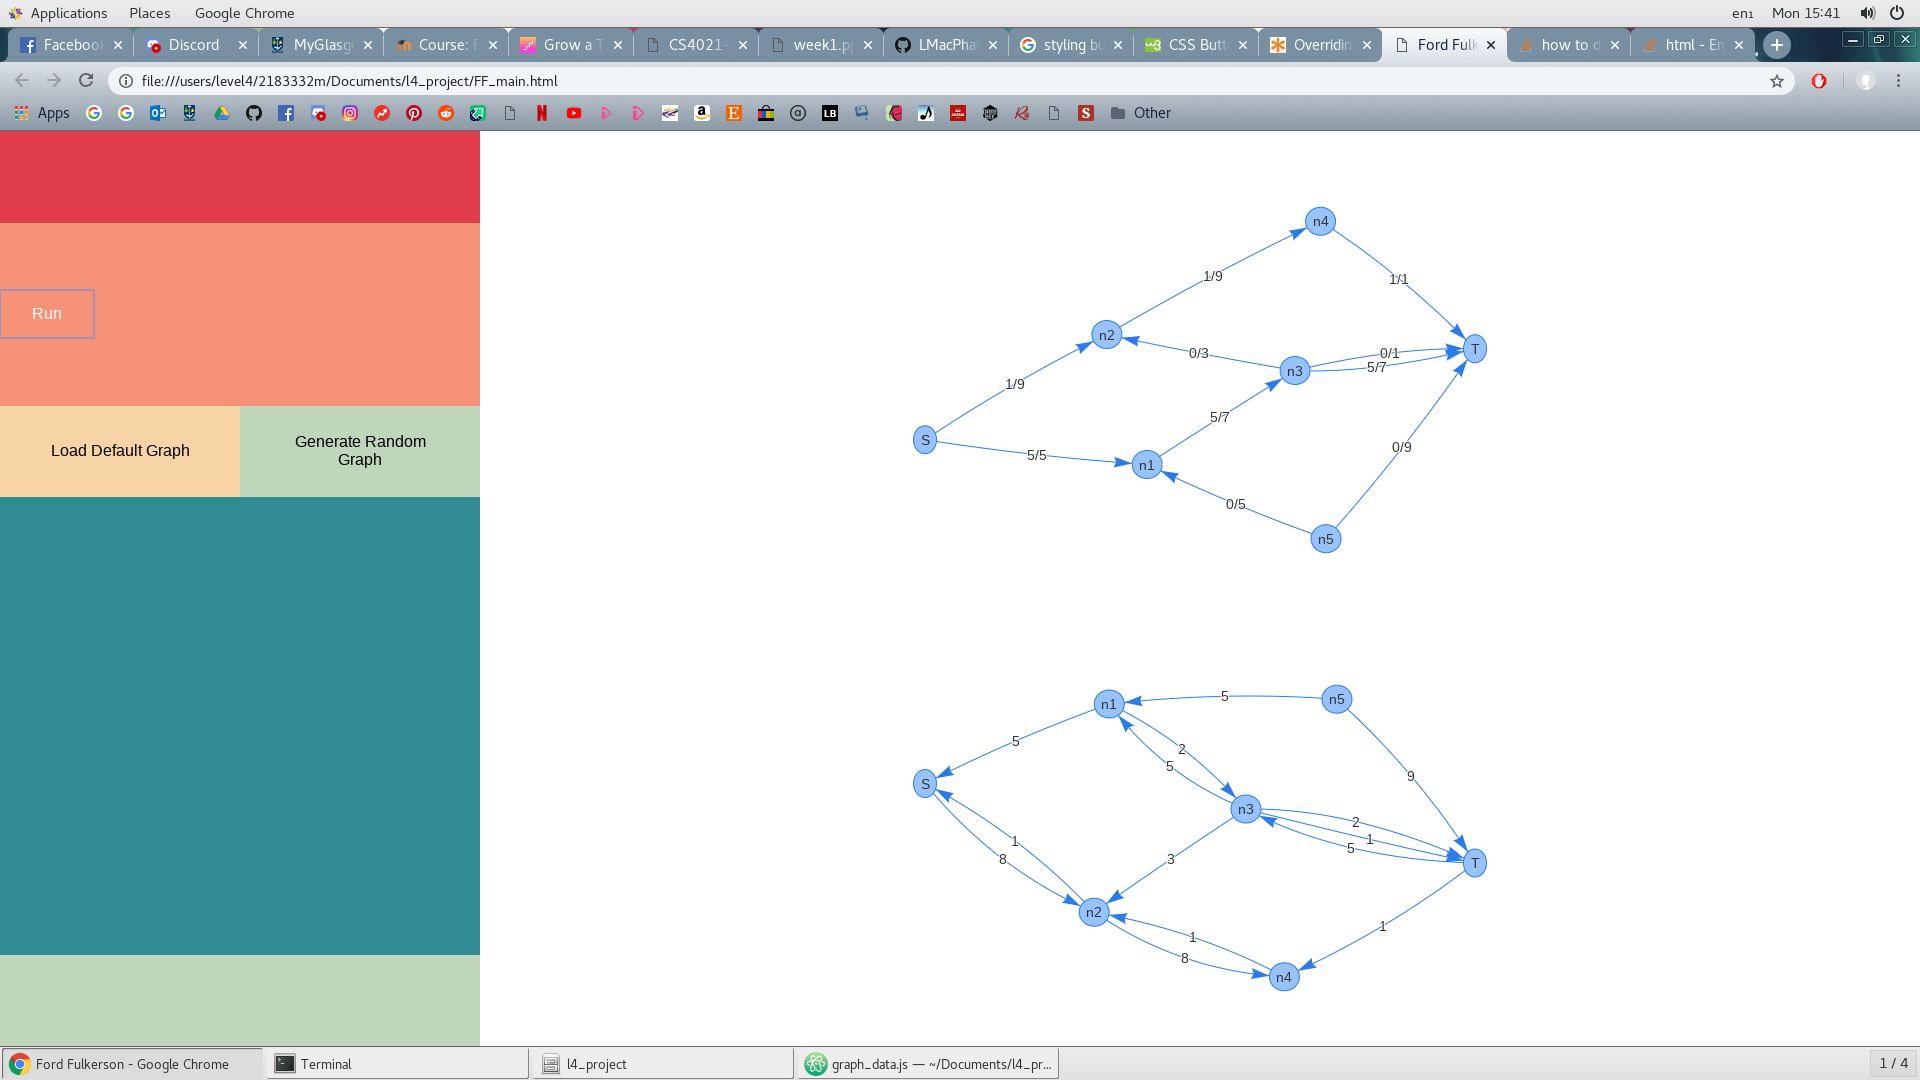 Applications Places Google Chrome en₁ Mon 15:41
Facebook Discord MyGlasg Course: F Grow a T CS4021- week1.pp LMacPha styling bu CSS Butt Overridin Ford Fulk how to d html - Em
file:///users/level4/2183332m/Documents/l4_project/FF_main.html
Apps Other
Run
Load Default Graph
Generate Random
Graph
n4
1/9
1/1
n2
0/3
0/1
T
5/7
n3
1/9
5/7
S
0/9
5/5
n1
0/5
n5
n1
5
n5
5
2
5
9
S
n3
2
1
1
5
8
3
T
n2
1
1
8
n4
Ford Fulkerson - Google Chrome Terminal l4_project graph_data.js — ~/Documents/l4_pr... 1 / 4